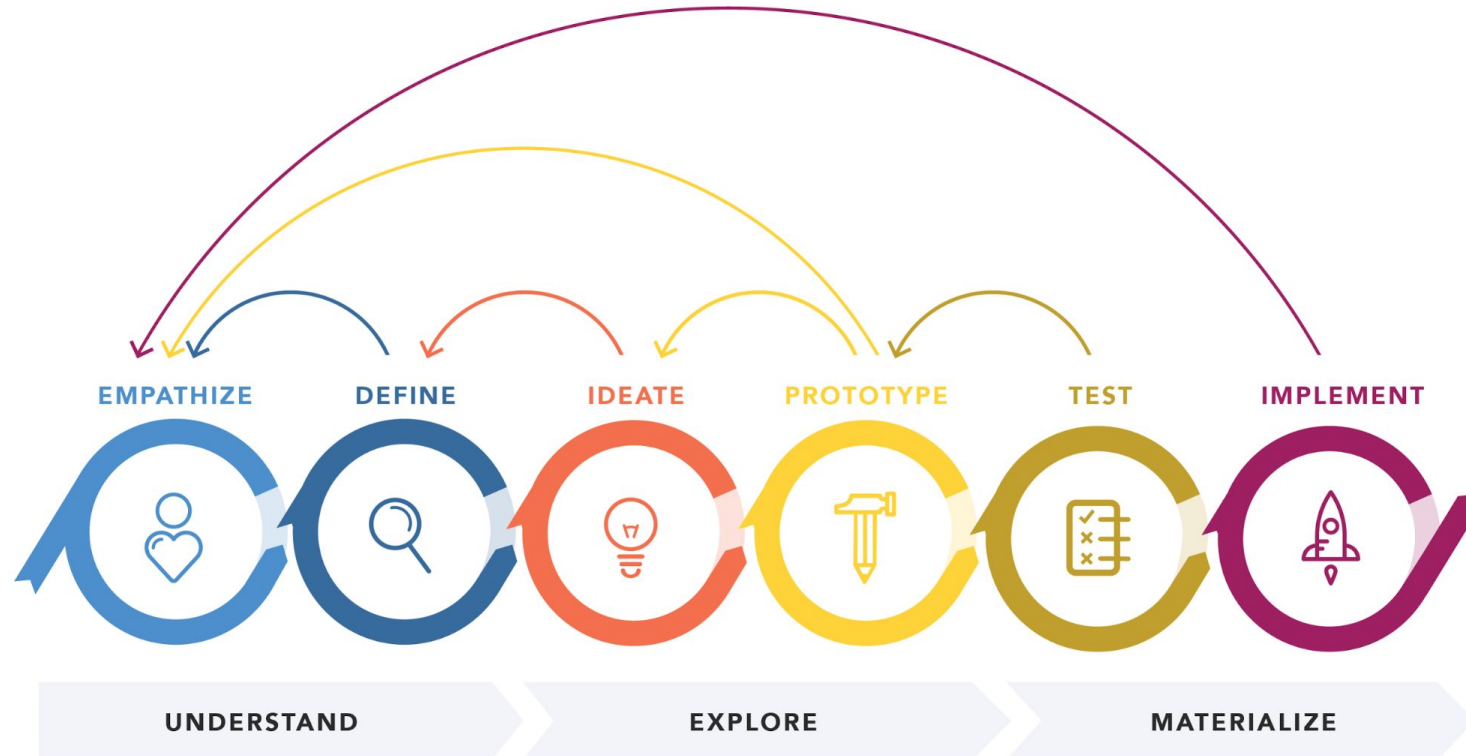 EMPATHIZE
DEFINE
IDEATE
PROTOTYPE
TEST
IMPLEMENT
UNDERSTAND
EXPLORE
MATERIALIZE